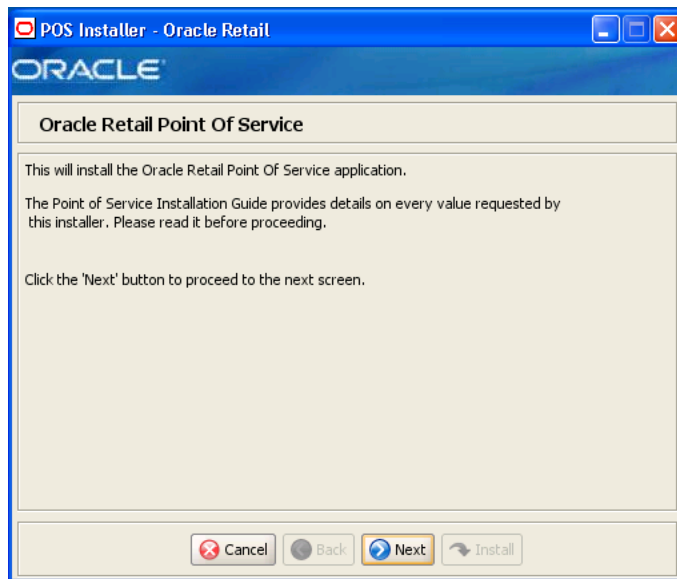 POS Installer - Oracle Retail
ORACLE
Oracle Retail Point Of Service
This will install the Oracle Retail Point Of Service application.
The Point of Service Installation Guide provides details on every value requested by
this installer. Please read it before proceeding.
Click the 'Next' button to proceed to the next screen.
Cancel Back Next Install